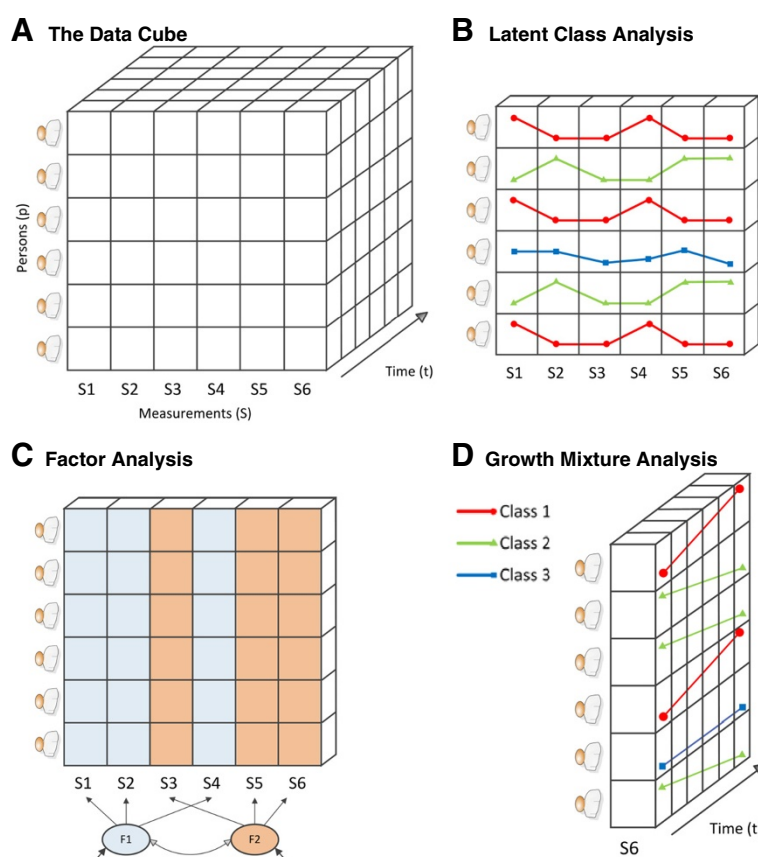 A The Data Cube
Persons (p)
S1 S2 S3 S4 S5 S6
Measurements (S)
Time (t)
B Latent Class Analysis
S1 S2 S3 S4 S5 S6
C Factor Analysis
S1 S2 S3 S4 S5 S6
F1 F2
D Growth Mixture Analysis
Class 1
Class 2
Class 3
S6
Time (t